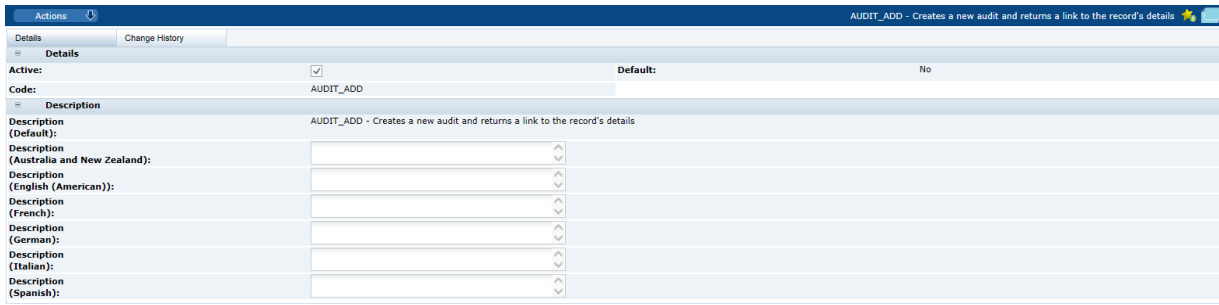 Actions
AUDIT_ADD - Creates a new audit and returns a link to the record's details
Details
Change History
Details
Active:
Default:
No
Code:
AUDIT_ADD
Description
Description
(Default):
AUDIT_ADD - Creates a new audit and returns a link to the record's details
Description
(Australia and New Zealand):
Description
(English (American)):
Description
(French):
Description
(German):
Description
(Italian):
Description
(Spanish):